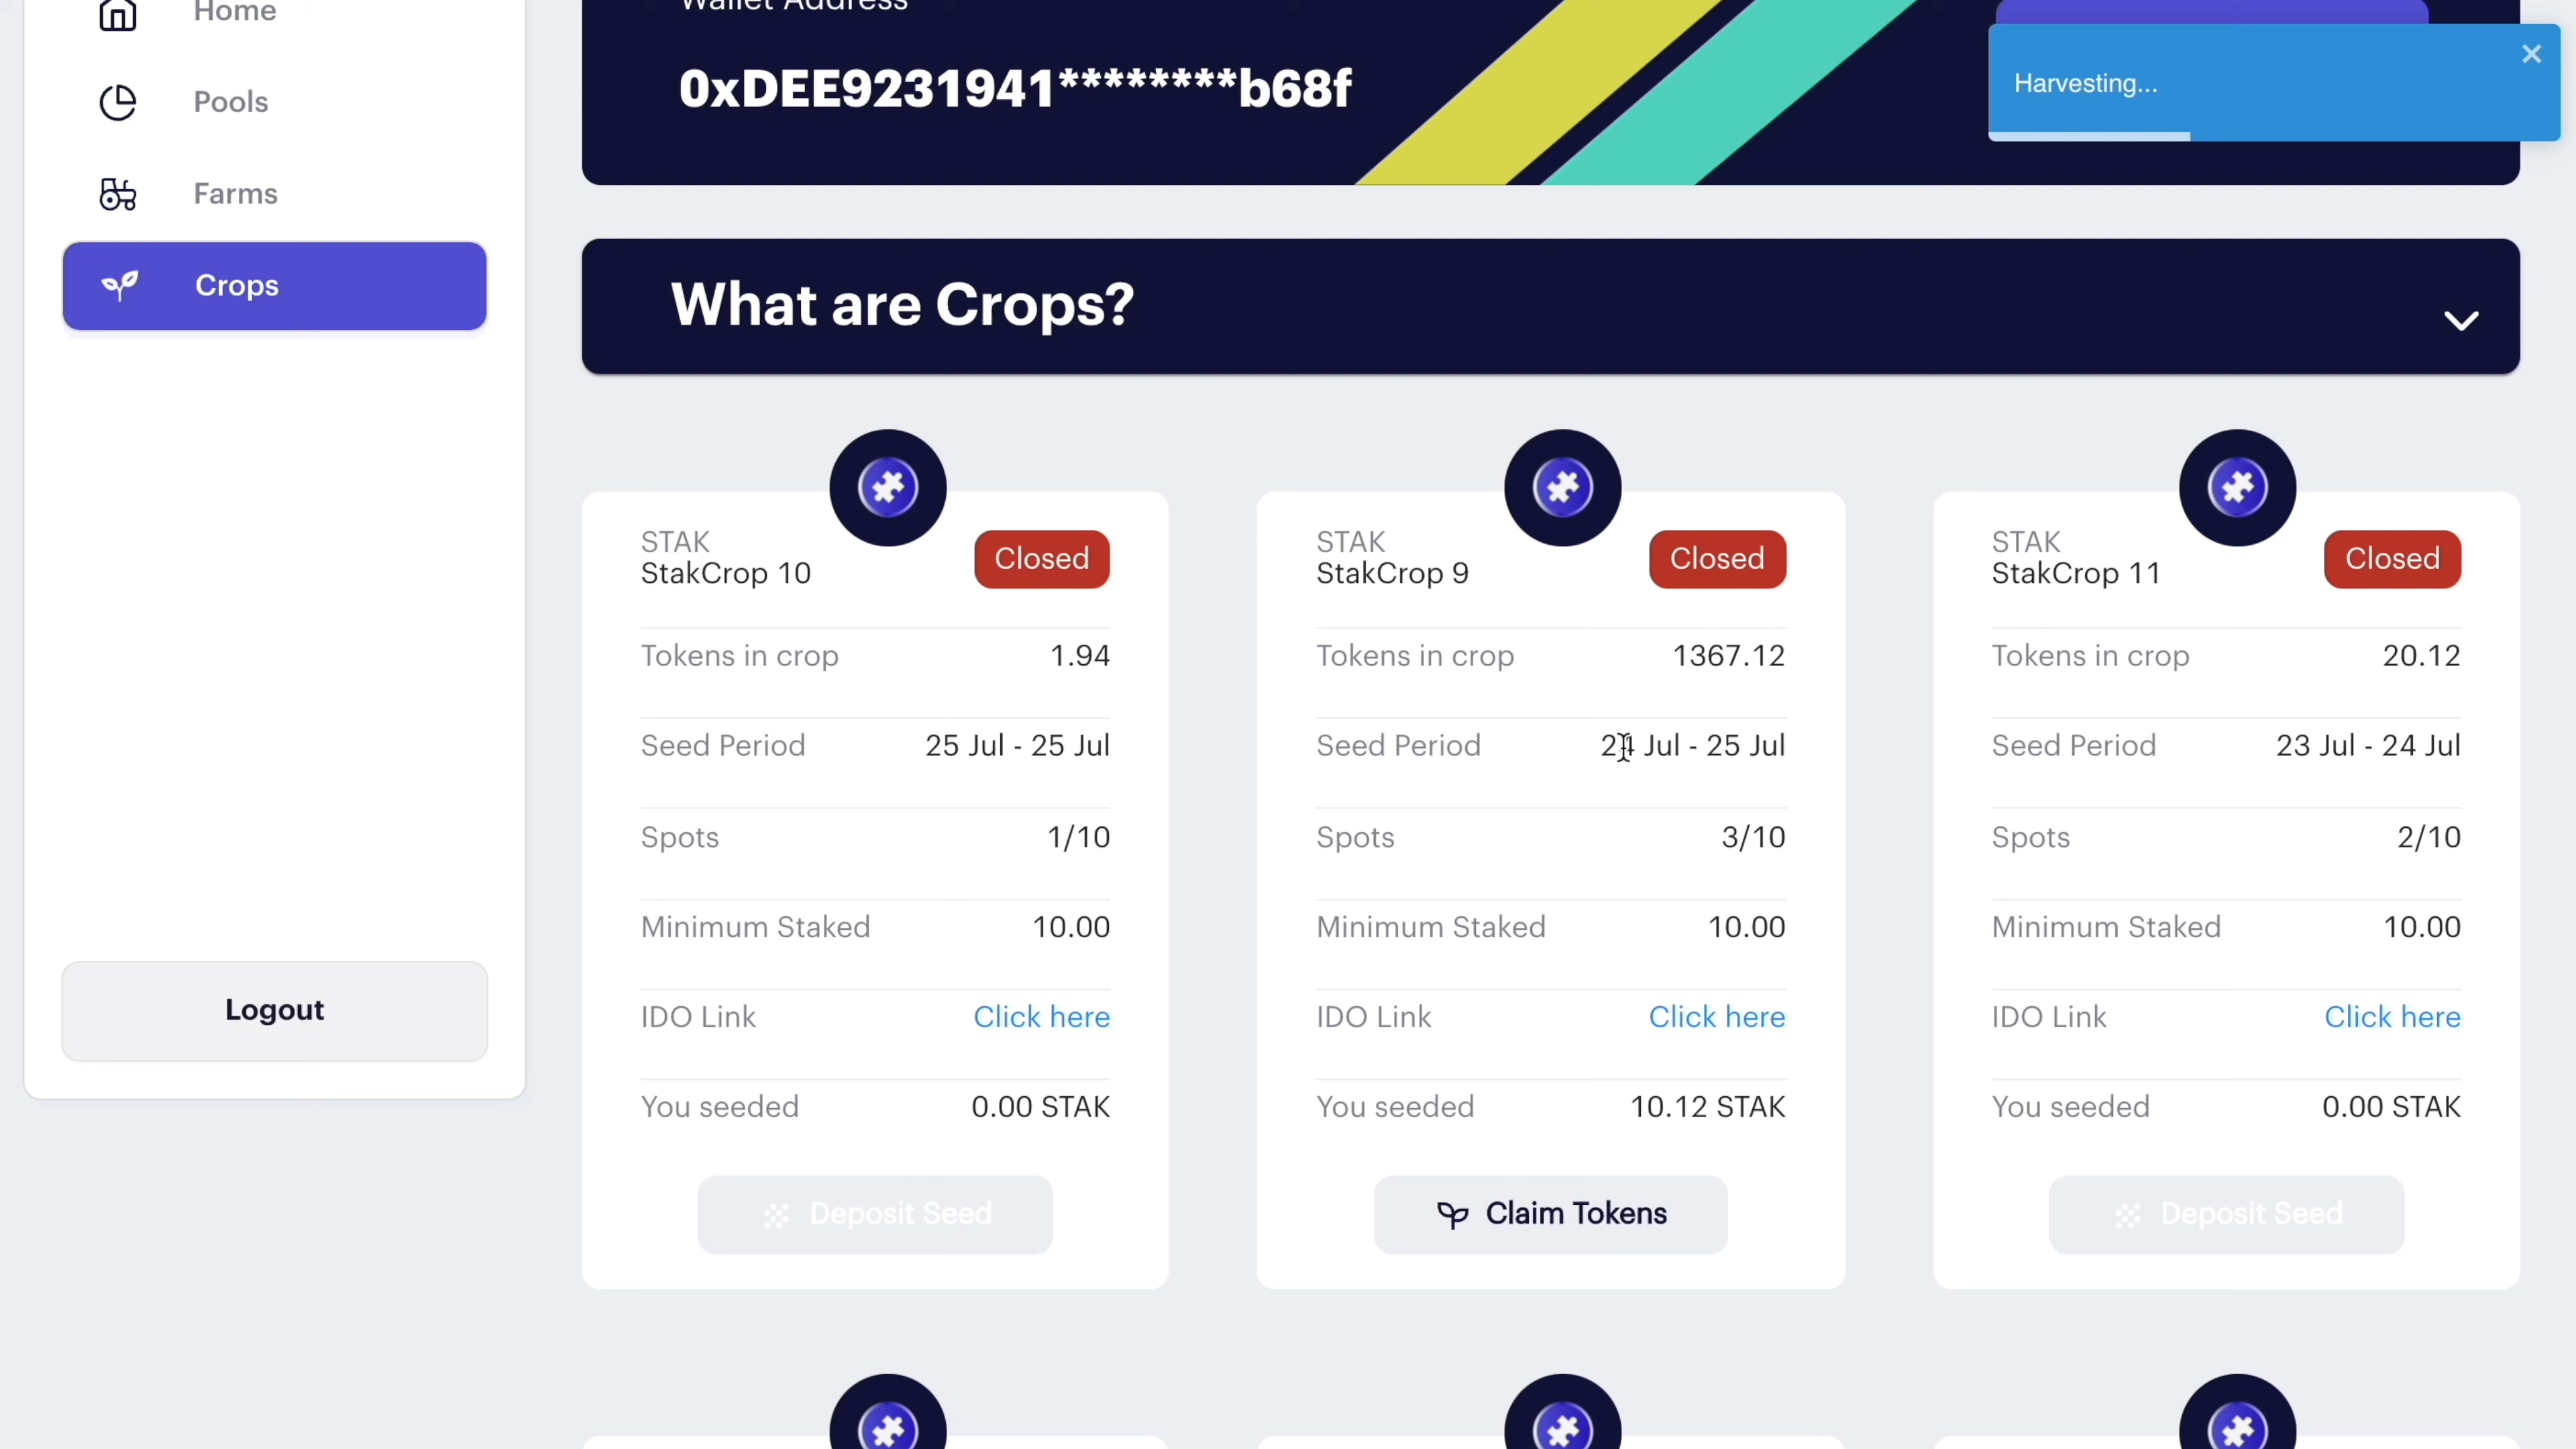 Home
Pools
Farms
Crops
Logout
Wallet Address
0xDEE9231941********b68f
Harvesting...
What are Crops?
STAK
StakCrop 10
Closed
Tokens in crop 1.94
Seed Period 25 Jul - 25 Jul
Spots 1/10
Minimum Staked 10.00
IDO Link Click here
You seeded 0.00 STAK
Deposit Seed
STAK
StakCrop 9
Closed
Tokens in crop 1367.12
Seed Period 24 Jul - 25 Jul
Spots 3/10
Minimum Staked 10.00
IDO Link Click here
You seeded 10.12 STAK
Claim Tokens
STAK
StakCrop 11
Closed
Tokens in crop 20.12
Seed Period 23 Jul - 24 Jul
Spots 2/10
Minimum Staked 10.00
IDO Link Click here
You seeded 0.00 STAK
Deposit Seed